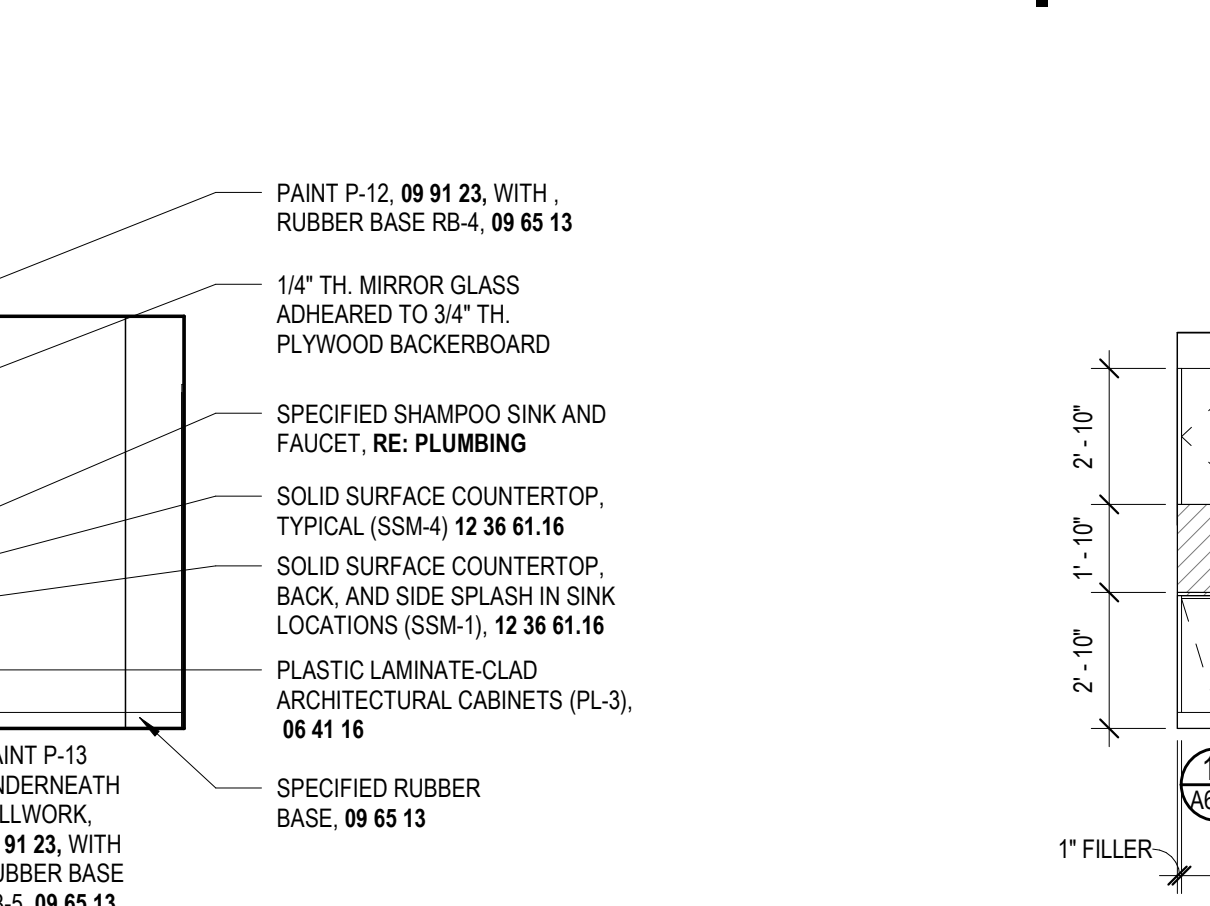 PAINT P-12, 09 91 23, WITH ,
RUBBER BASE RB-4, 09 65 13
1/4" TH. MIRROR GLASS
ADHEARED TO 3/4" TH.
PLYWOOD BACKERBOARD
SPECIFIED SHAMPOO SINK AND
FAUCET, RE: PLUMBING
SOLID SURFACE COUNTERTOP,
TYPICAL (SSM-4) 12 36 61.16
SOLID SURFACE COUNTERTOP,
BACK, AND SIDE SPLASH IN SINK
LOCATIONS (SSM-1), 12 36 61.16
PLASTIC LAMINATE-CLAD
ARCHITECTURAL CABINETS (PL-3),
06 41 16
SPECIFIED RUBBER
BASE, 09 65 13
P-13
91 23, WITH
BASE
09 65 13
2' - 10"
1' - 10"
2' - 10"
1" FILLER